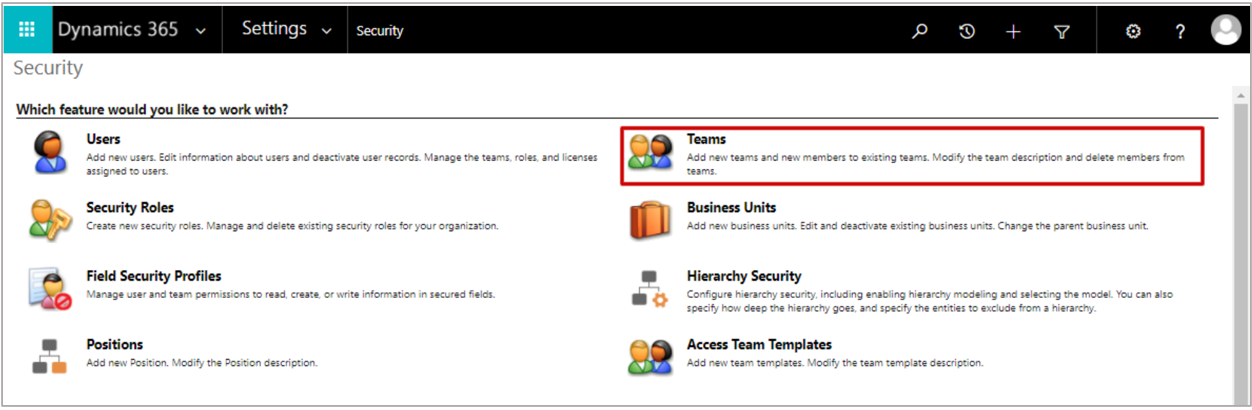 Dynamics 365 Settings Security
Security
Which feature would you like to work with?
Users
Add new users. Edit information about users and deactivate user records. Manage the teams, roles, and licenses
assigned to users.
Teams
Add new teams and new members to existing teams. Modify the team description and delete members from
teams.
Security Roles
Create new security roles. Manage and delete existing security roles for your organization.
Business Units
Add new business units. Edit and deactivate existing business units. Change the parent business unit.
Field Security Profiles
Manage user and team permissions to read, create, or write information in secured fields.
Hierarchy Security
Configure hierarchy security, including enabling hierarchy modeling and selecting the model. You can also
specify how deep the hierarchy goes, and specify the entities to exclude from a hierarchy.
Positions
Add new Position. Modify the Position description.
Access Team Templates
Add new team templates. Modify the team template description.